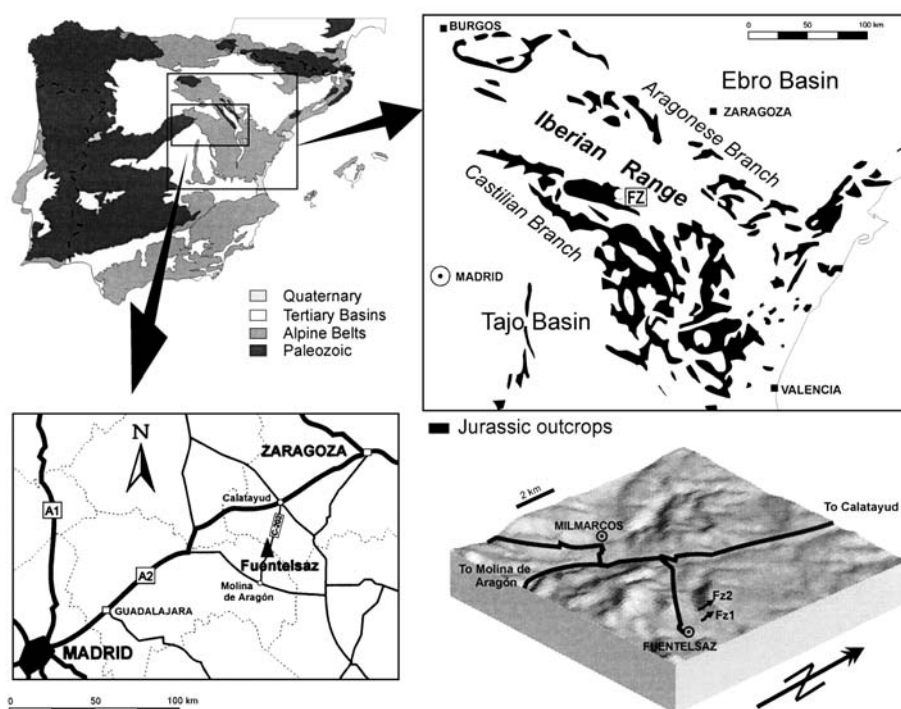 Quaternary
Tertiary Basins
Alpine Belts
Paleozoic
BURGOS
0 50 100 km
Ebro Basin
ZARAGOZA
Aragonese Branch
Iberian Range
FZ
Castilian Branch
MADRID
Tajo Basin
VALENCIA
Jurassic outcrops
N
ZARAGOZA
Calatayud
A1
Fuentelsaz
A2
Molina
de Aragón
GUADALAJARA
MADRID
0 50 100 km
2 km
To Calatayud
MILMARCOS
To Molina de
Aragón
Fz2
Fz1
FUENTELSAZ
N